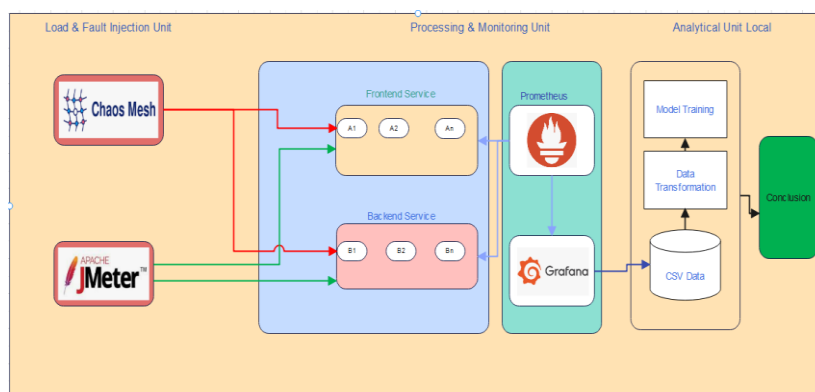 Load & Fault Injection Unit
Processing & Monitoring Unit
Analytical Unit Local
Chaos Mesh
Frontend Service
A1
A2
An
Prometheus
Model Training
Data
Transformation
Conclusion
Backend Service
B1
B2
Bn
APACHE
JMeter™
Grafana
CSV Data